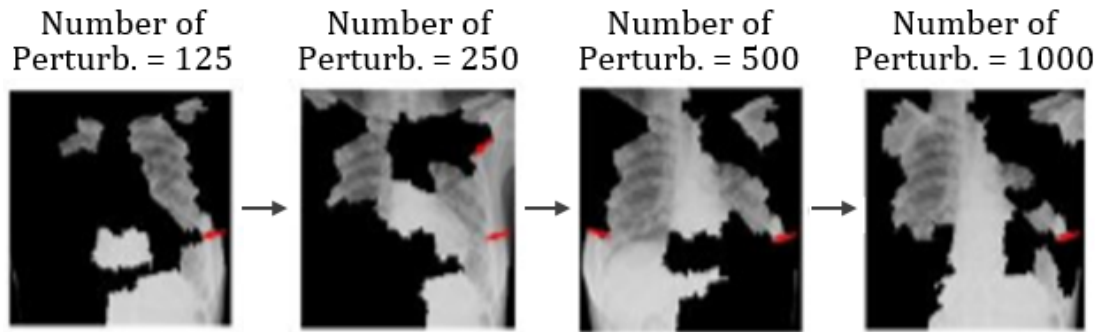 Number of
Perturb. = 125
Number of
Perturb. = 250
Number of
Perturb. = 500
Number of
Perturb. = 1000